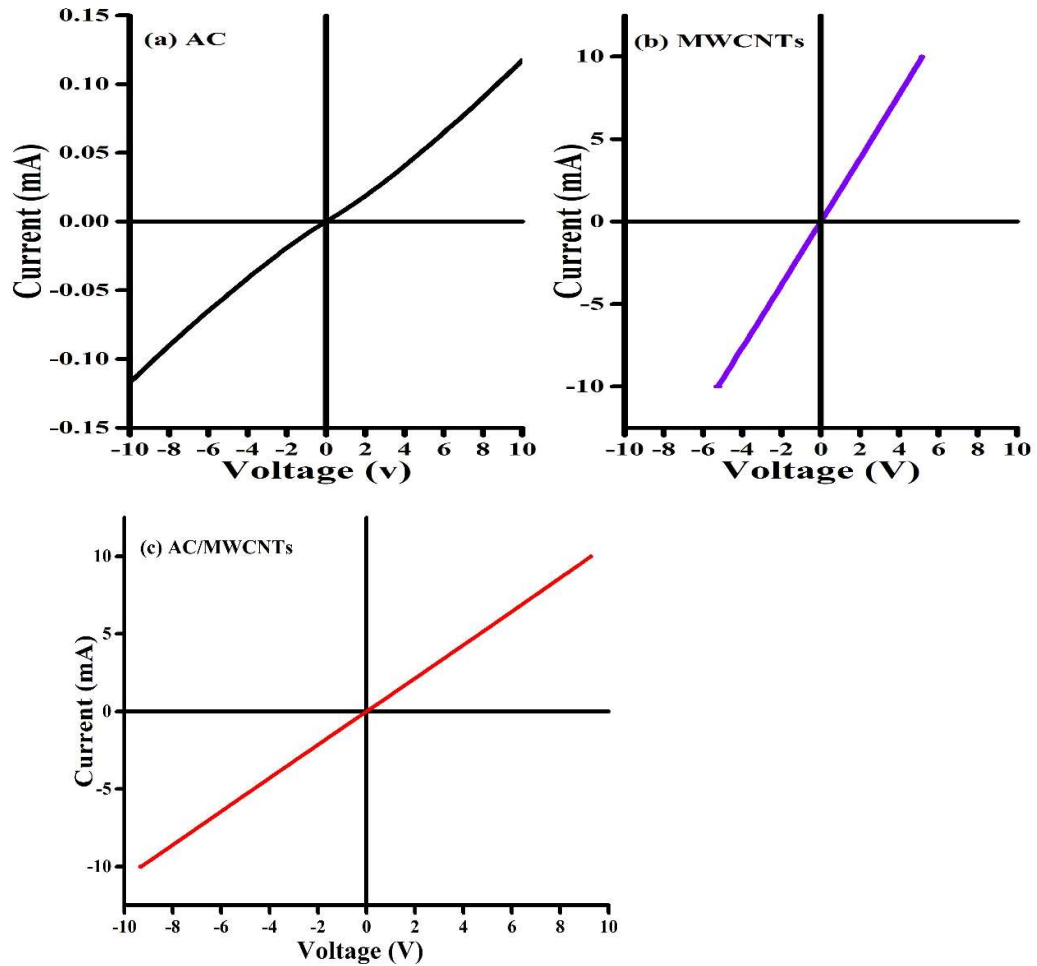 (a) AC
0.15
0.10
0.05
0.00
-0.05
-0.10
-0.15
Current (mA)
-10 -8 -6 -4 -2 0 2 4 6 8 10
Voltage (v)
(b) MWCNTs
10
5
0
-5
-10
Current (mA)
-10 -8 -6 -4 -2 0 2 4 6 8 10
Voltage (V)
(c) AC/MWCNTs
10
5
0
-5
-10
Current (mA)
-10 -8 -6 -4 -2 0 2 4 6 8 10
Voltage (V)